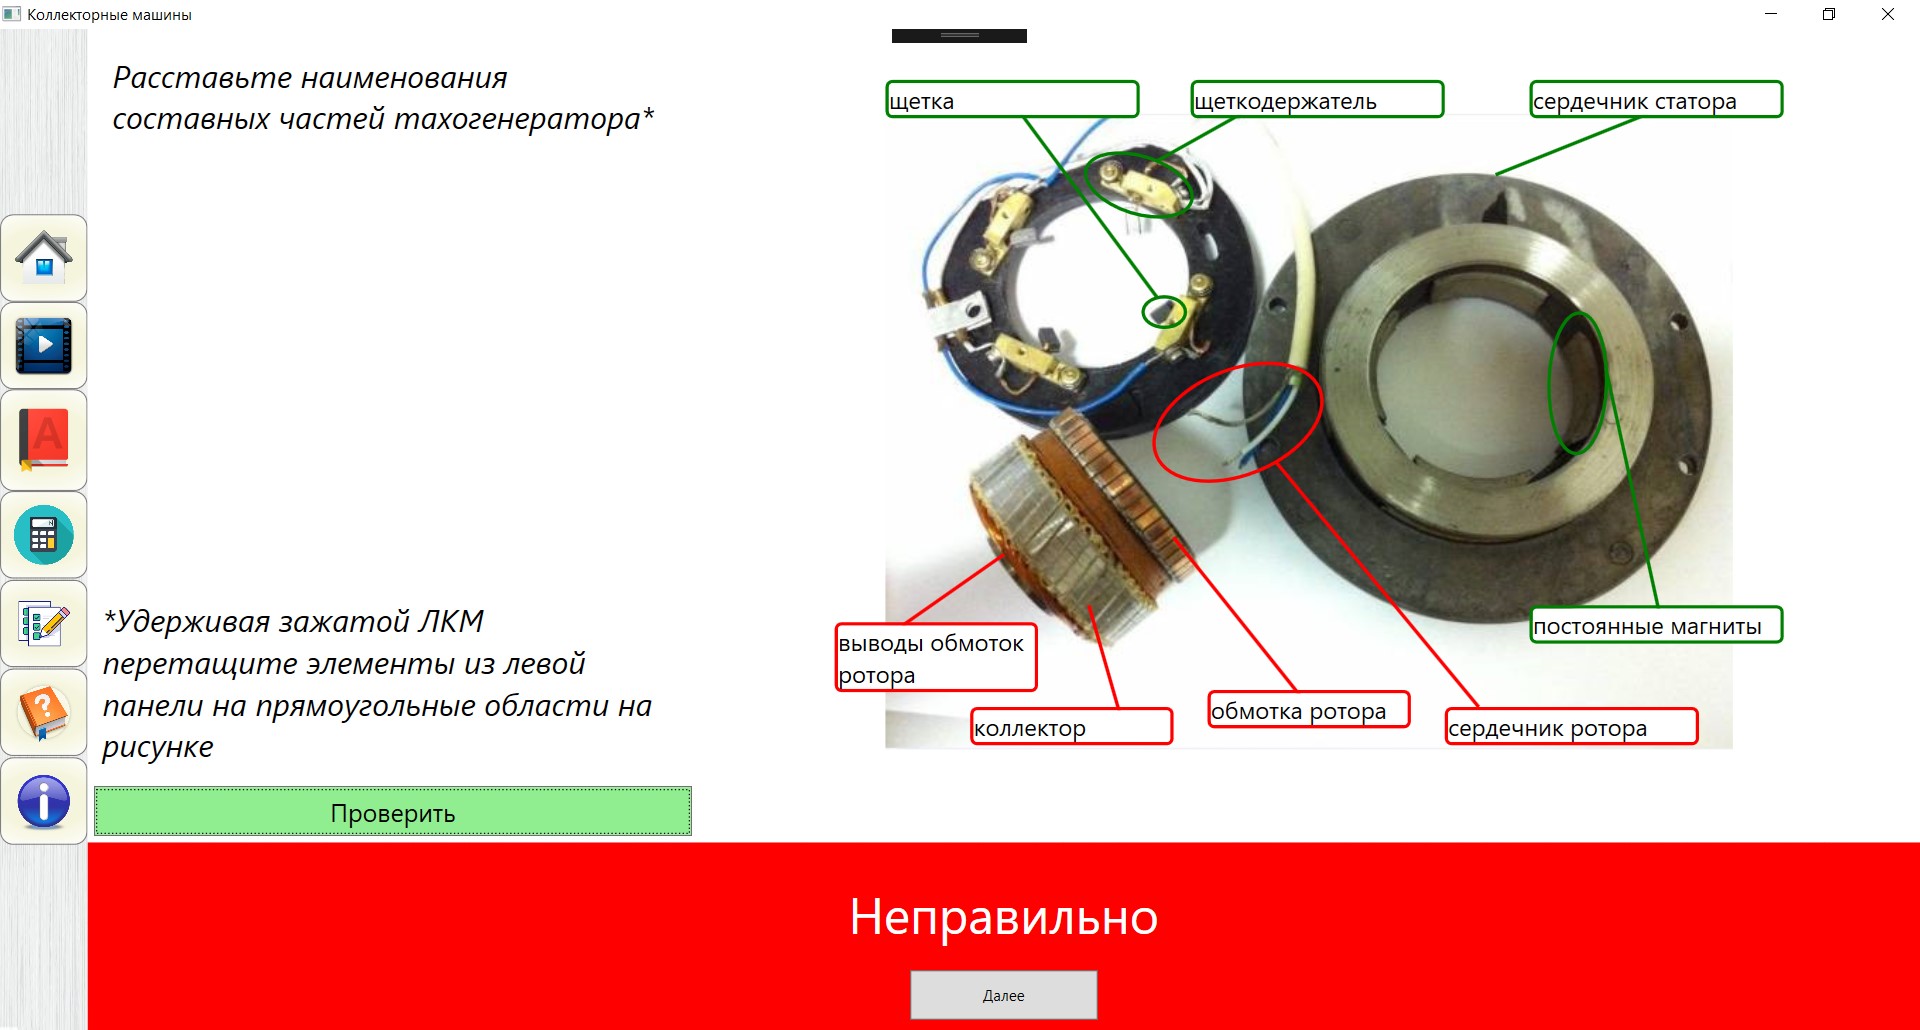 Коллекторные машины
Расставьте наименования
составных частей тахогенератора*
щетка
щеткодержатель
сердечник статора
*Удерживая зажатой ЛКМ
перетащите элементы из левой
панели на прямоугольные области на
рисунке
постоянные магниты
выводы обмоток
ротора
коллектор
обмотка ротора
сердечник ротора
Проверить
Неправильно
Далее